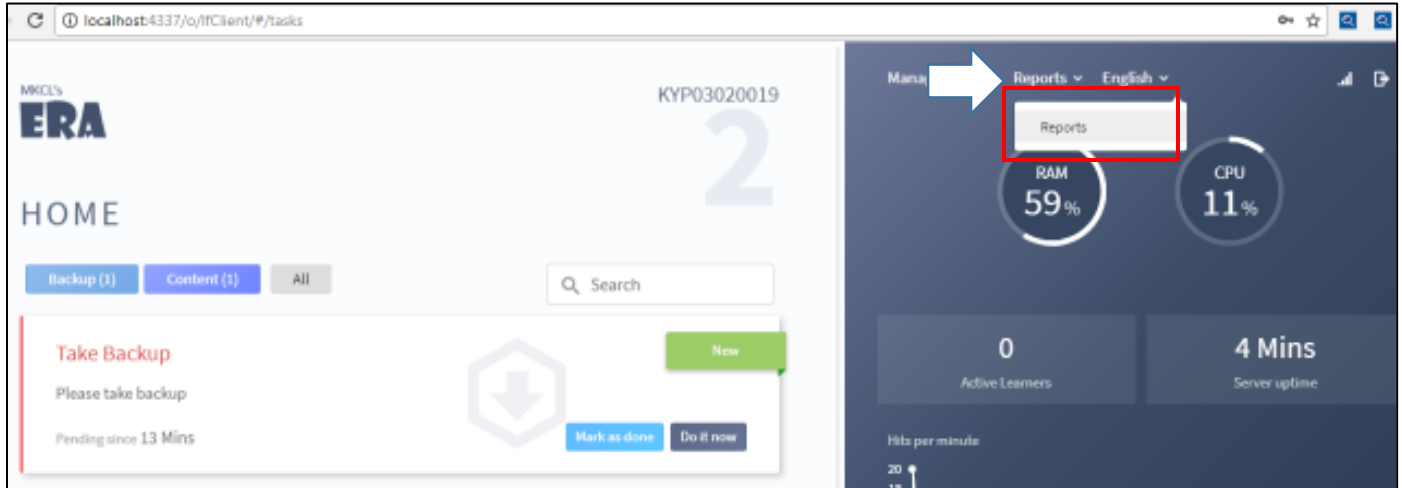 localhost:4337/o/lfClient/#/tasks
MKCL's
ERA
KYP03020019
2
HOME
Backup (1)
Content (1)
All
Search
Take Backup
New
Please take backup
Pending since 13 Mins
Mark as done
Do it now
Reports
English
Reports
RAM
59%
CPU
11%
0
Active Learners
4 Mins
Server uptime
Hits per minute
20